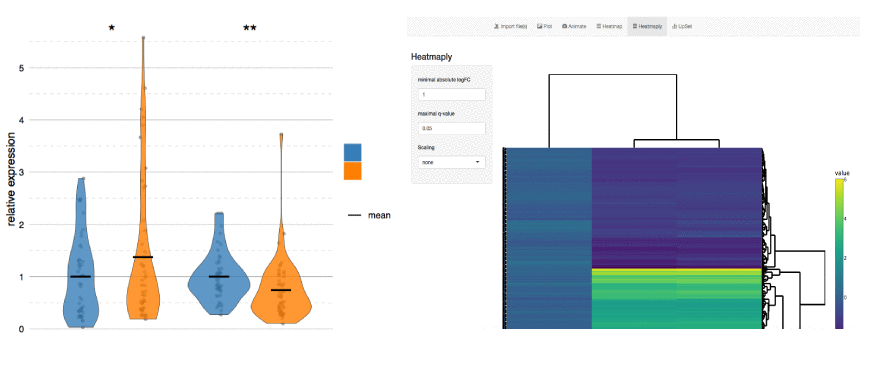 * **
5
4
3
2
1
0
relative expression
mean
Import file(s) Plot Animate Heatmap Heatmaply UpSet
Heatmaply
minimal absolute logFC
1
maximal q-value
0.05
Scaling
none
value
6
4
2
0